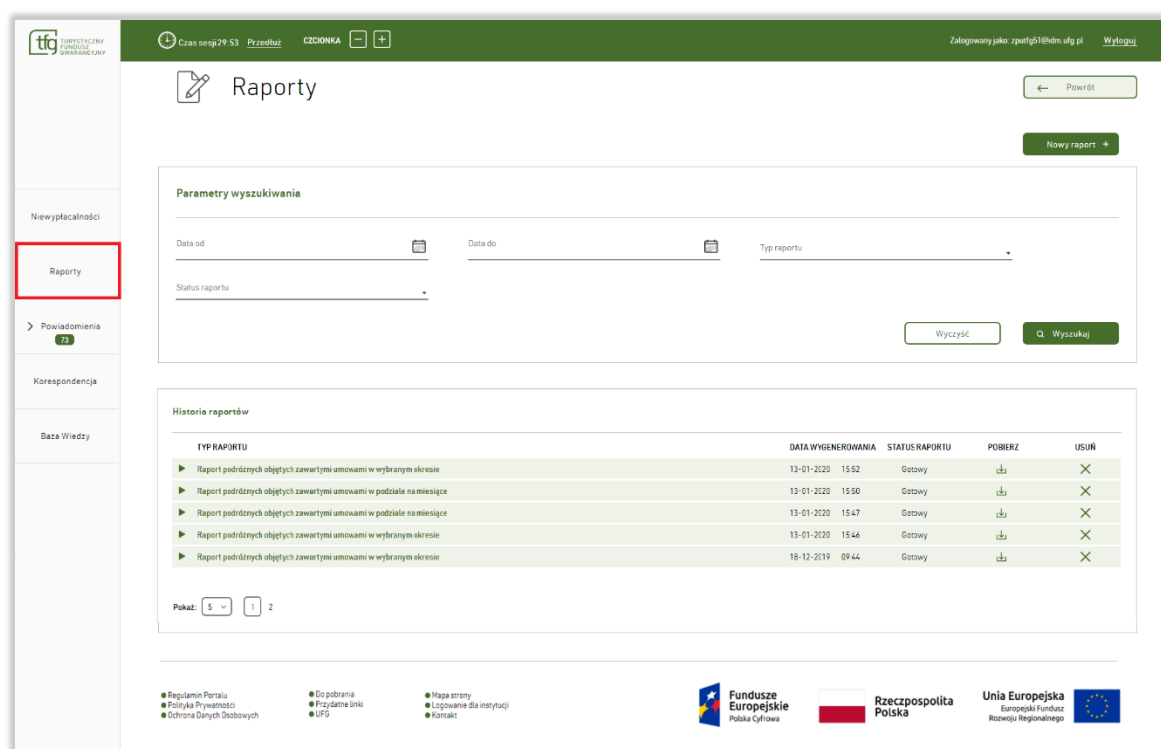 tfg TURYSTYCZNY
FUNDUSZ
GWARANCYJNY
Czas sesji 29:53 Przedłuż CZCIONKA − +
Zalogowany jako: zputfg51@idm.ufg.pl Wyloguj
Raporty
← Powrót
Nowy raport +
Niewypłacalności
Raporty
> Powiadomienia
73
Korespondencja
Baza Wiedzy
Parametry wyszukiwania
Data od Data do Typ raportu
Status raportu
Wyczyść Wyszukaj
Historia raportów
TYP RAPORTU DATA WYGENEROWANIA STATUS RAPORTU POBIERZ USUŃ
Raport podróżnych objętych zawartymi umowami w wybranym okresie 13-01-2020 15:52 Gotowy
Raport podróżnych objętych zawartymi umowami w podziale na miesiące 13-01-2020 15:50 Gotowy
Raport podróżnych objętych zawartymi umowami w podziale na miesiące 13-01-2020 15:47 Gotowy
Raport podróżnych objętych zawartymi umowami w wybranym okresie 13-01-2020 15:46 Gotowy
Raport podróżnych objętych zawartymi umowami w wybranym okresie 18-12-2019 09:44 Gotowy
Pokaż: 5 1 2
Regulamin Portalu
Polityka Prywatności
Ochrona Danych Osobowych
Do pobrania
Przydatne linki
UFG
Mapa strony
Logowanie dla instytucji
Kontakt
Fundusze
Europejskie
Polska Cyfrowa
Rzeczpospolita
Polska
Unia Europejska
Europejski Fundusz
Rozwoju Regionalnego